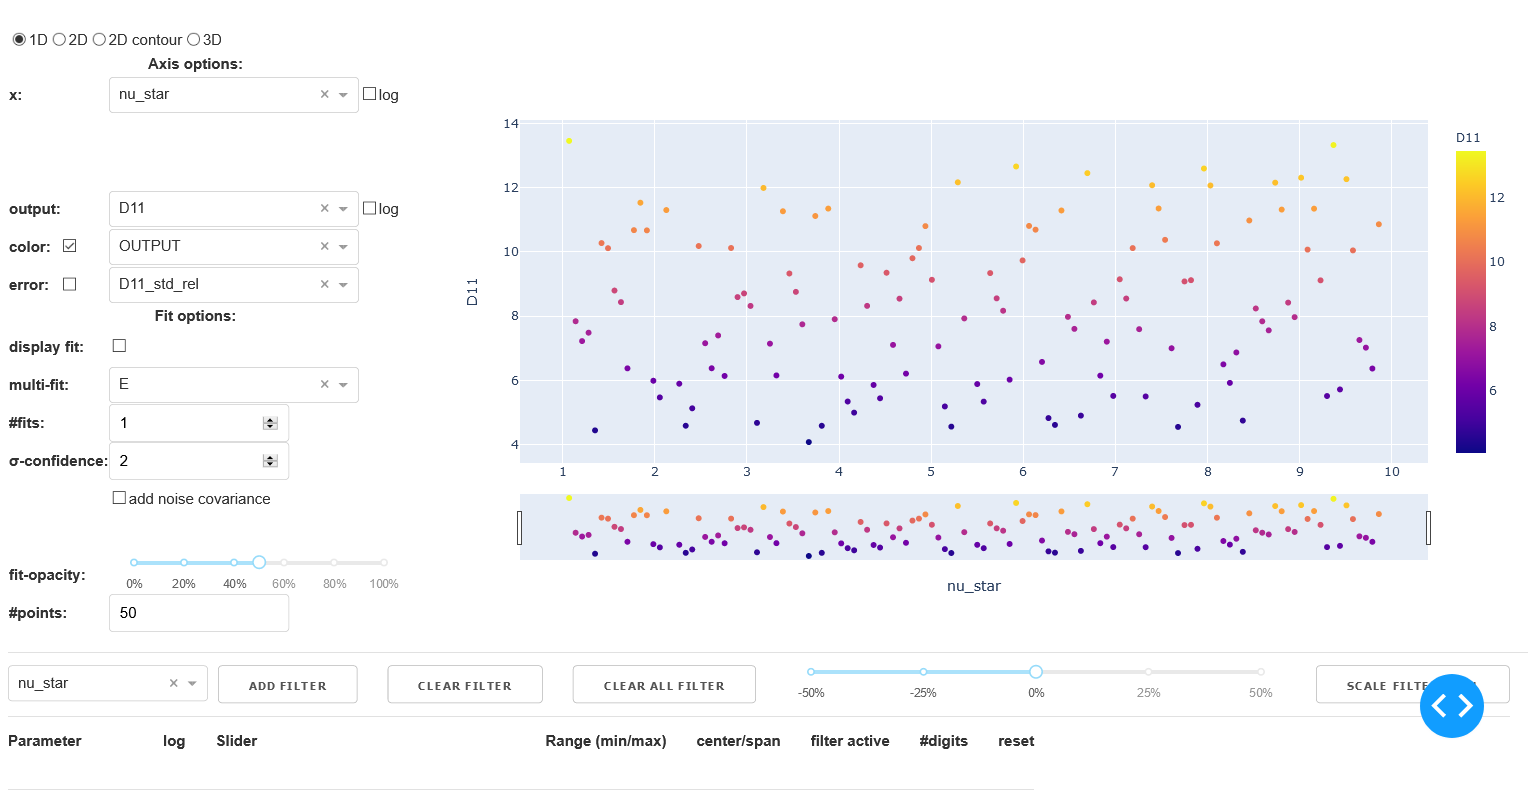 1D 2D 2D contour 3D
Axis options:
x: nu_star × log
output: D11 × log
color: OUTPUT ×
error: D11_std_rel ×
Fit options:
display fit:
multi-fit: E ×
#fits: 1
σ-confidence: 2
add noise covariance
fit-opacity:
0% 20% 40% 60% 80% 100%
#points: 50
D11
14
12
10
8
6
4
1 2 3 4 5 6 7 8 9 10
nu_star
D11
12
10
8
6
nu_star × ADD FILTER CLEAR FILTER CLEAR ALL FILTER
-50% -25% 0% 25% 50%
SCALE
Parameter log Slider Range (min/max) center/span filter active #digits reset